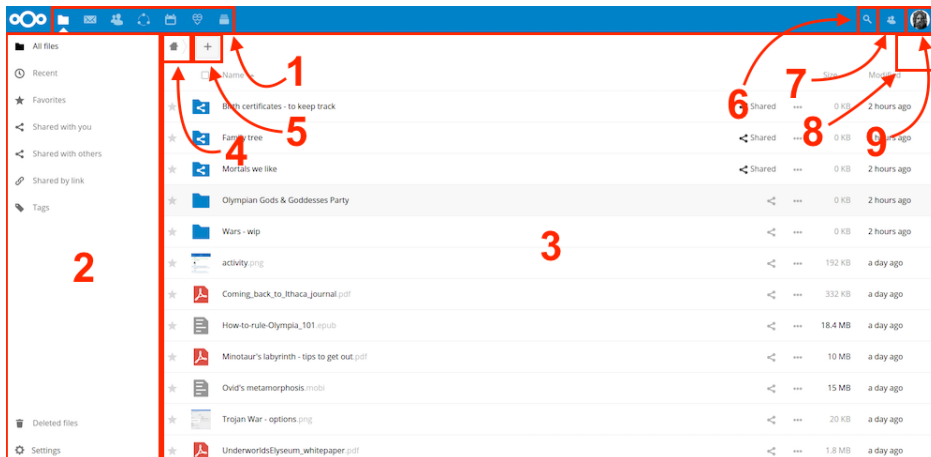 All files
1
6
7
8
9
Recent
4
5
Name
Size
Modified
Favorites
Birth certificates - to keep track
Shared
0 KB
2 hours ago
Shared with you
Family tree
Shared
0 KB
2 hours ago
Shared with others
Mortals we like
Shared
0 KB
2 hours ago
Shared by link
Tags
Olympian Gods & Goddesses Party
0 KB
2 hours ago
Wars - wip
0 KB
2 hours ago
2
3
activity.png
192 KB
a day ago
Coming_back_to_Ithaca_journal.pdf
332 KB
a day ago
How-to-rule-Olympia_101.epub
18.4 MB
a day ago
Minotaur's labyrinth - tips to get out.pdf
10 MB
a day ago
Ovid's metamorphosis.mobi
15 MB
a day ago
Deleted files
Trojan War - options.png
20 KB
a day ago
Settings
UnderworldsElyseum_whitepaper.pdf
1.8 MB
a day ago